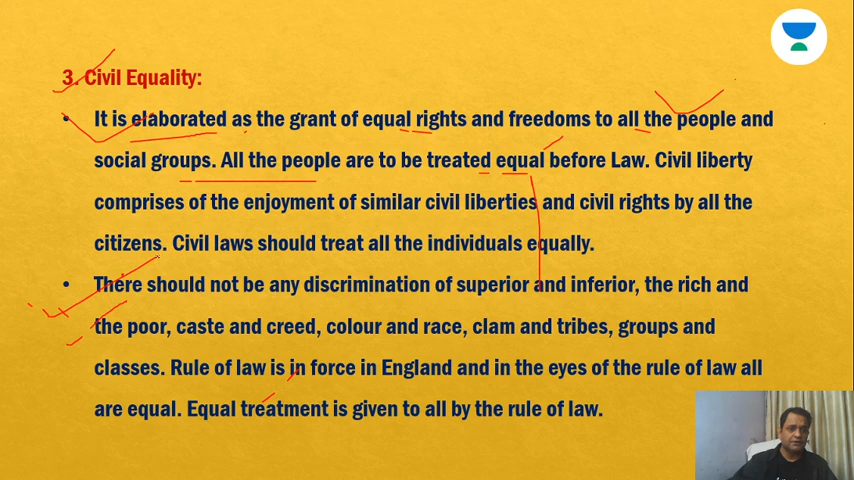 3. Civil Equality:
• It is elaborated as the grant of equal rights and freedoms to all the people and
social groups. All the people are to be treated equal before Law. Civil liberty
comprises of the enjoyment of similar civil liberties and civil rights by all the
citizens. Civil laws should treat all the individuals equally.
• There should not be any discrimination of superior and inferior, the rich and
the poor, caste and creed, colour and race, clam and tribes, groups and
classes. Rule of law is in force in England and in the eyes of the rule of law all
are equal. Equal treatment is given to all by the rule of law.